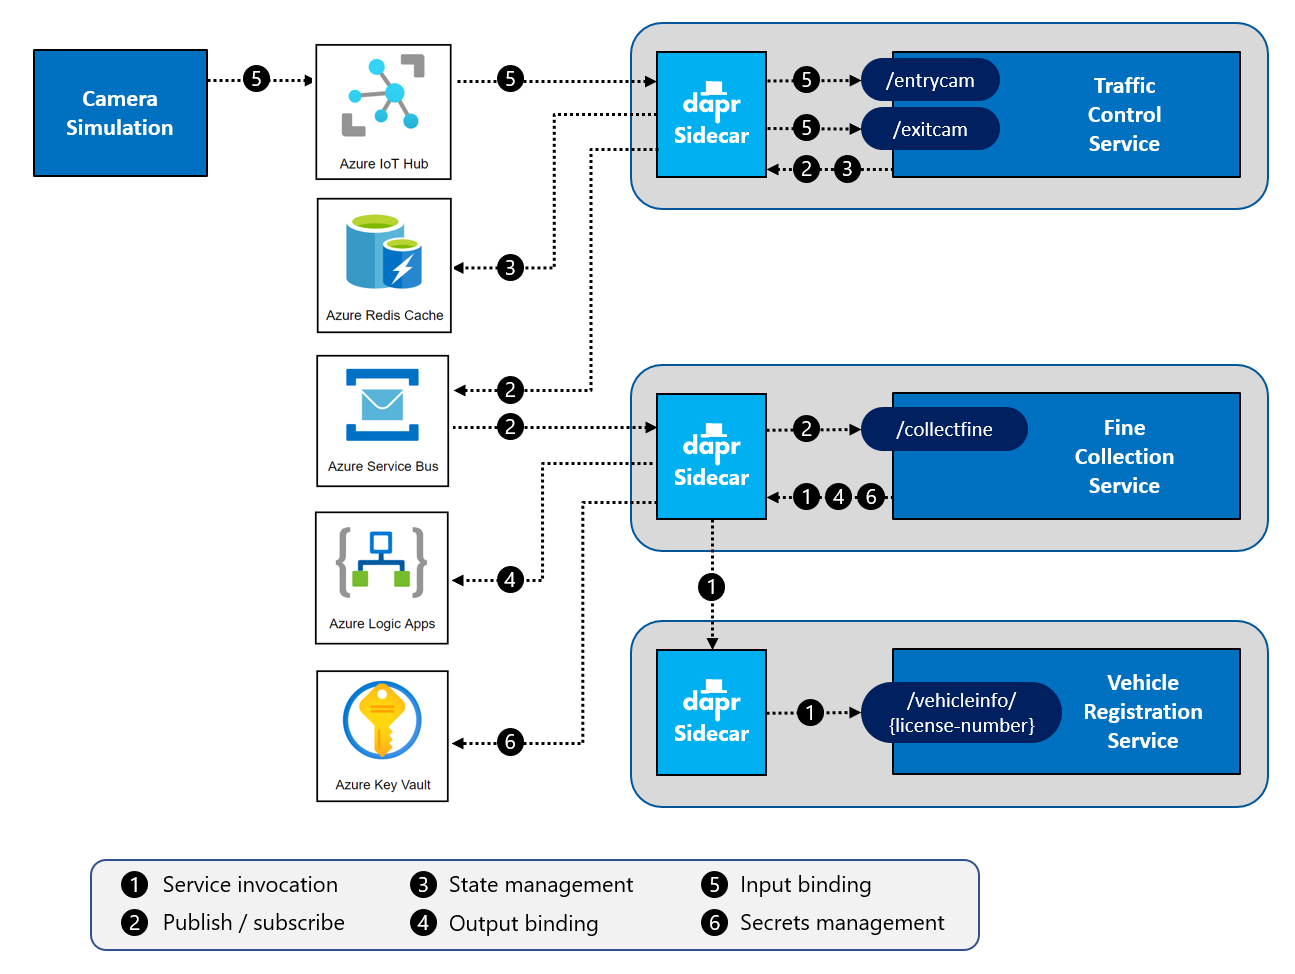 Camera
Simulation
5
Azure IoT Hub
5
dapr
Sidecar
5
/entrycam
5
/exitcam
2 3
Traffic
Control
Service
Azure Redis Cache
3
Azure Service Bus
2
2
dapr
Sidecar
2
/collectfine
1 4 6
Fine
Collection
Service
Azure Logic Apps
4
1
Azure Key Vault
6
dapr
Sidecar
1
/vehicleinfo/
{license-number}
Vehicle
Registration
Service
1 Service invocation
2 Publish / subscribe
3 State management
4 Output binding
5 Input binding
6 Secrets management